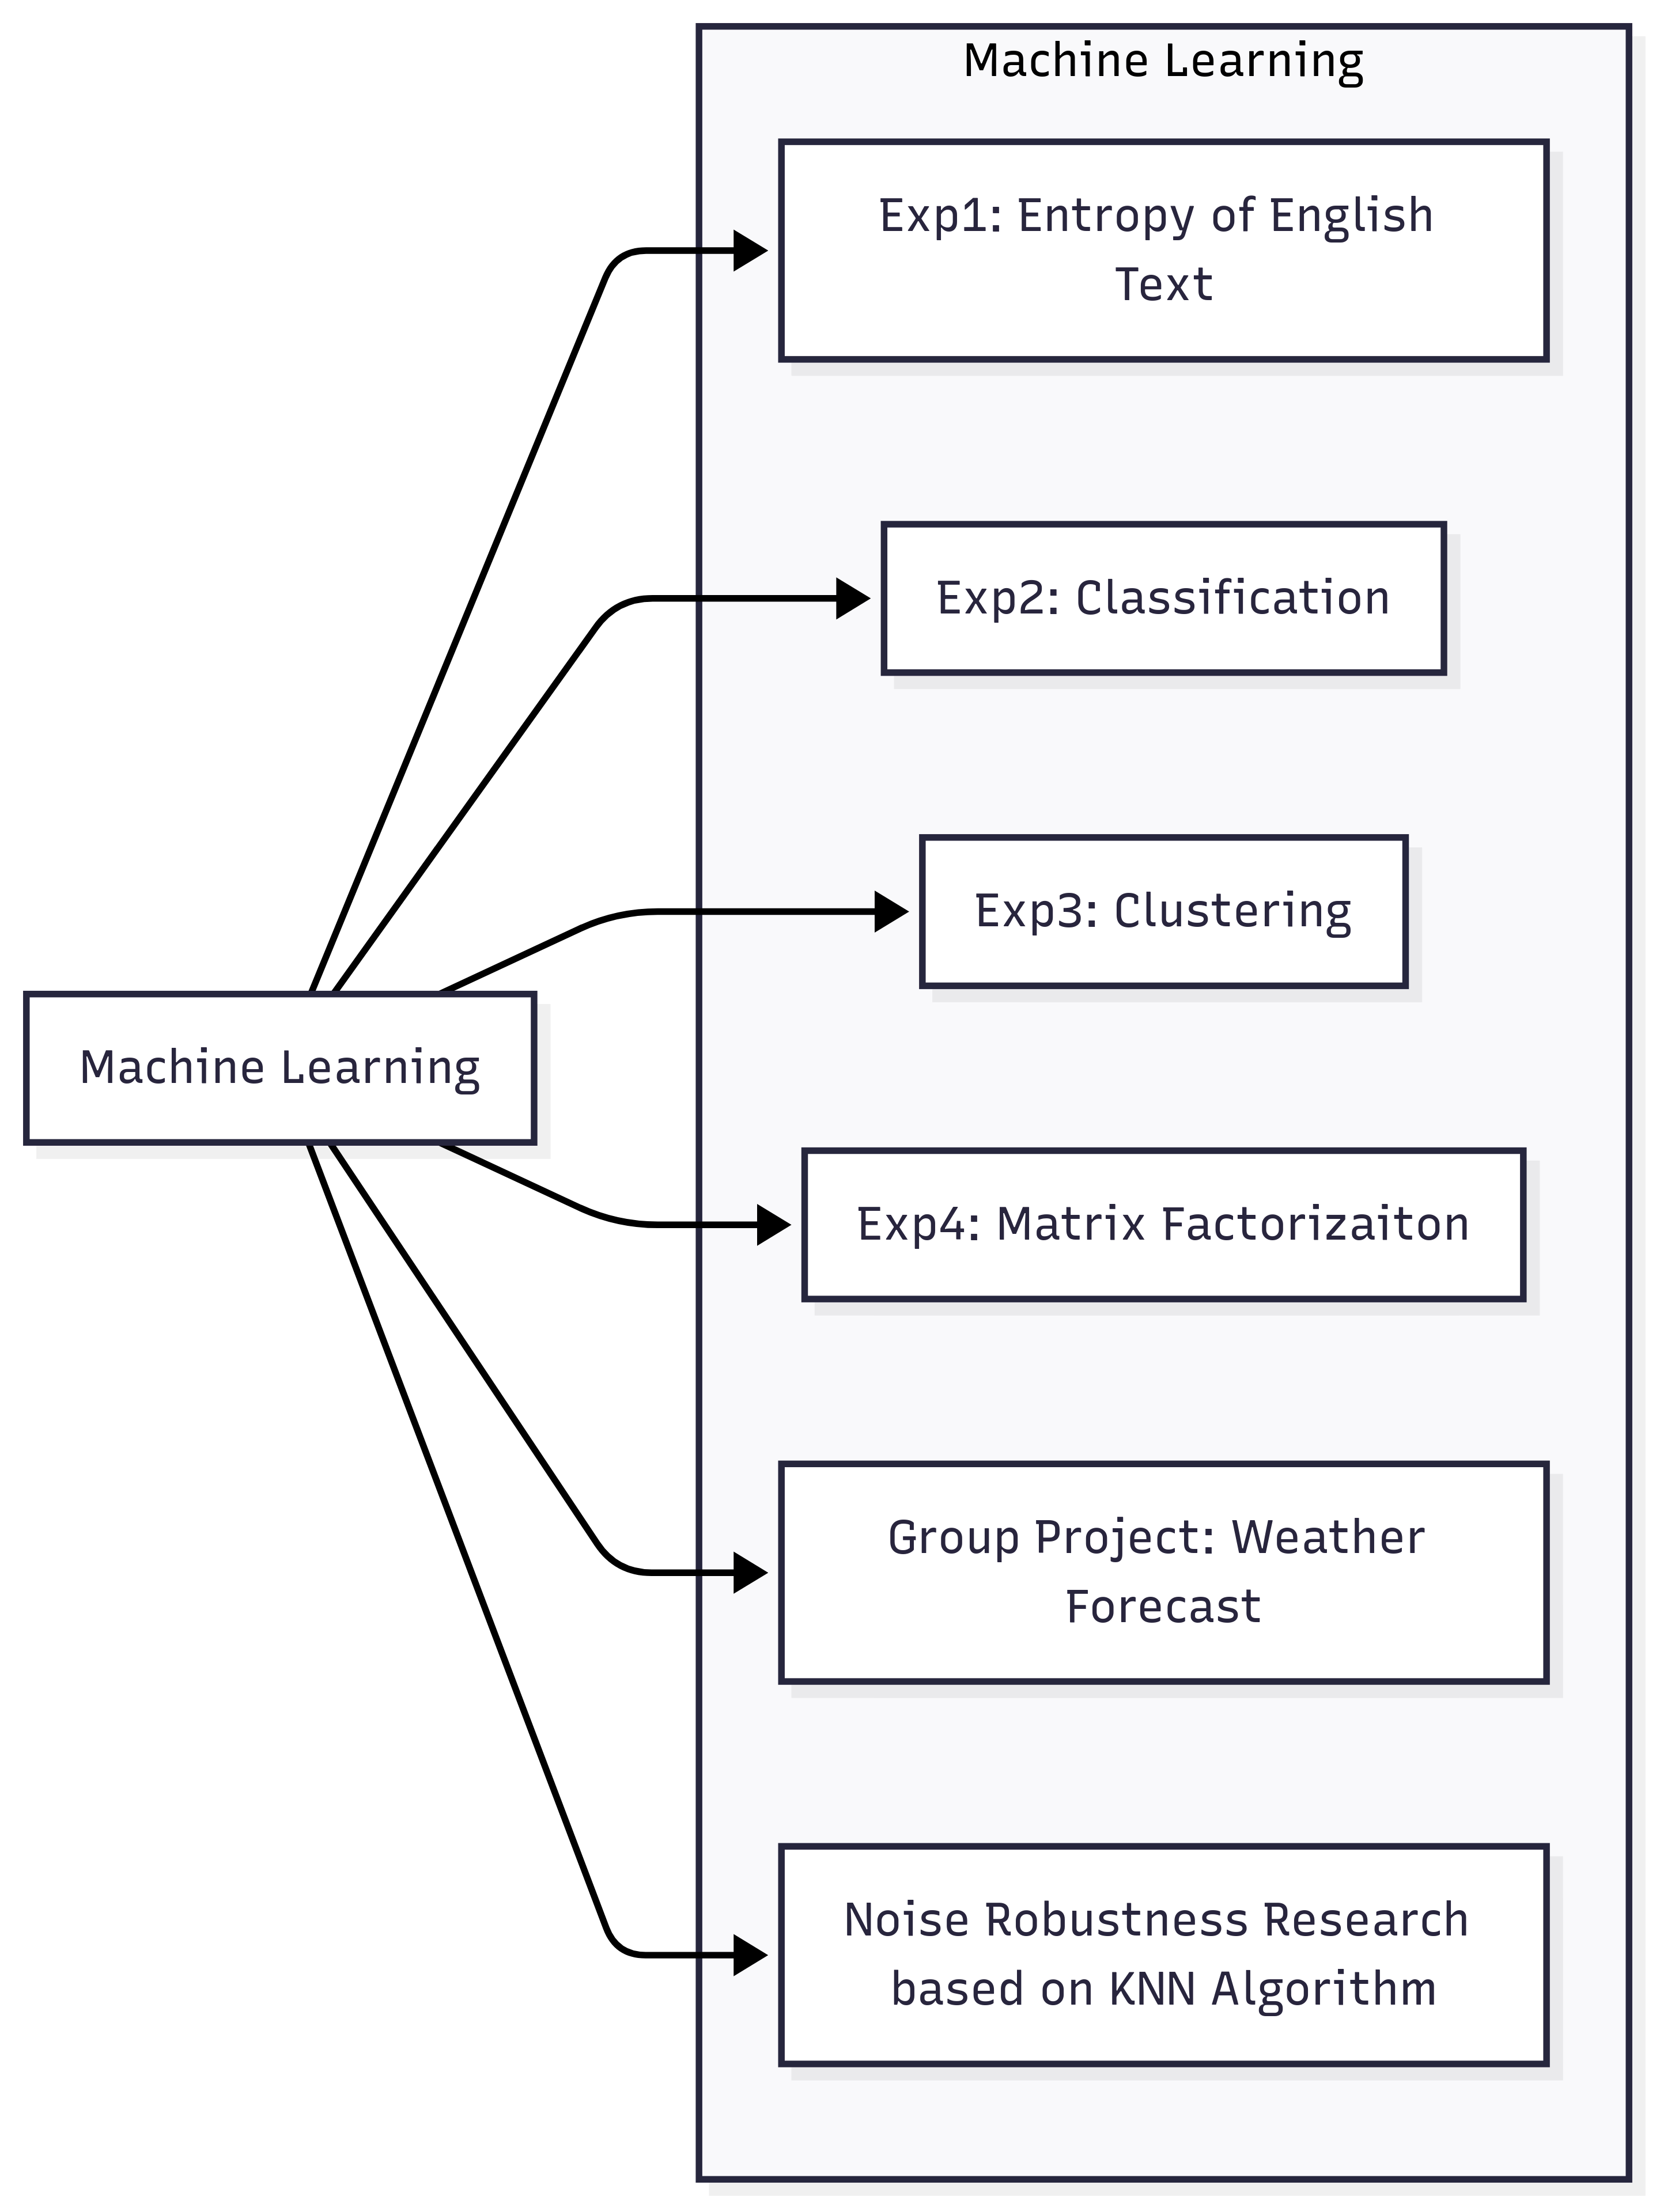 Machine Learning
Exp1: Entropy of English
Text
Exp2: Classification
Exp3: Clustering
Machine Learning
Exp4: Matrix Factorizaiton
Group Project: Weather
Forecast
Noise Robustness Research
based on KNN Algorithm